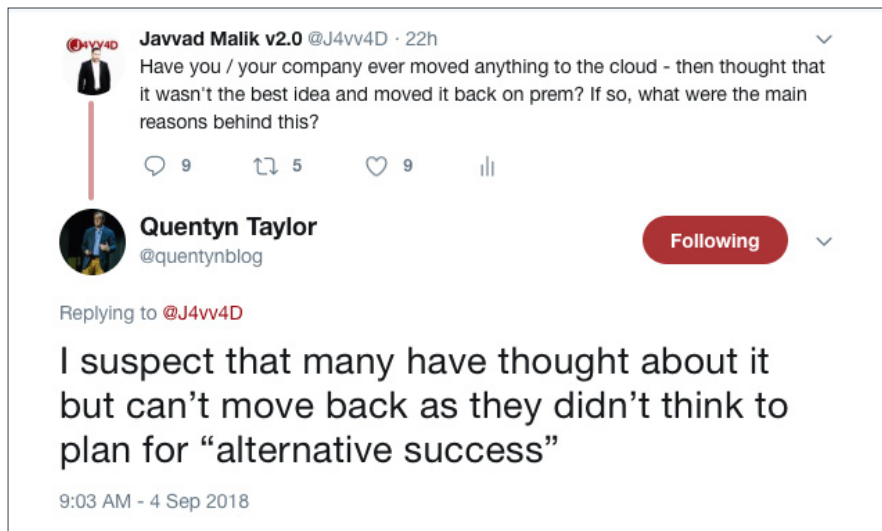 J4VV4D
Javvad Malik v2.0 @J4vv4D · 22h
Have you / your company ever moved anything to the cloud - then thought that
it wasn't the best idea and moved it back on prem? If so, what were the main
reasons behind this?
9 5 9
Quentyn Taylor
@quentynblog
Following
Replying to @J4vv4D
I suspect that many have thought about it
but can’t move back as they didn’t think to
plan for “alternative success”
9:03 AM - 4 Sep 2018